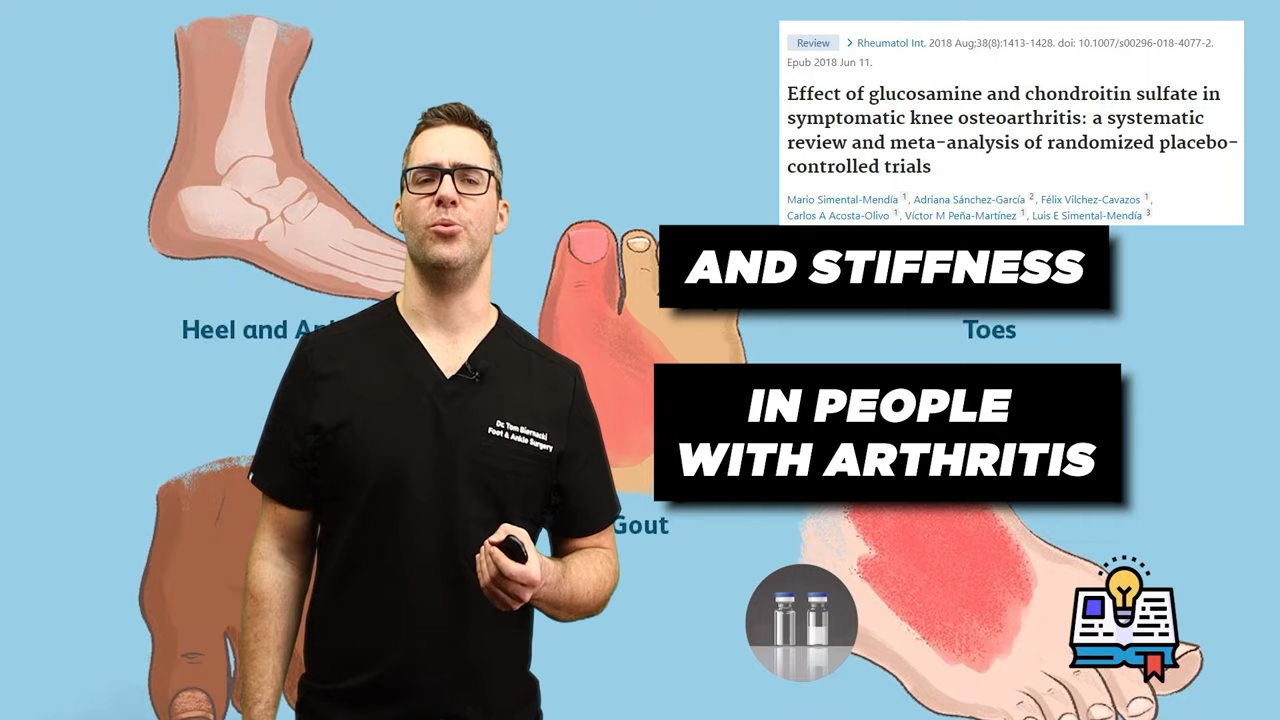 Review > Rheumatol Int. 2018 Aug;38(8):1413-1428. doi: 10.1007/s00296-018-4077-2.
Epub 2018 Jun 11.
Effect of glucosamine and chondroitin sulfate in
symptomatic knee osteoarthritis: a systematic
review and meta-analysis of randomized placebo-
controlled trials
Mario Simental-Mendía 1, Adriana Sánchez-García 2, Félix Vilchez-Cavazos 1,
Carlos A Acosta-Olivo 1, Víctor M Peña-Martínez 1, Luis E Simental-Mendía 3
AND STIFFNESS
Heel and
Toes
IN PEOPLE
WITH ARTHRITIS
Dr. Tom Biernacki
Foot & Ankle Surgery
Gout